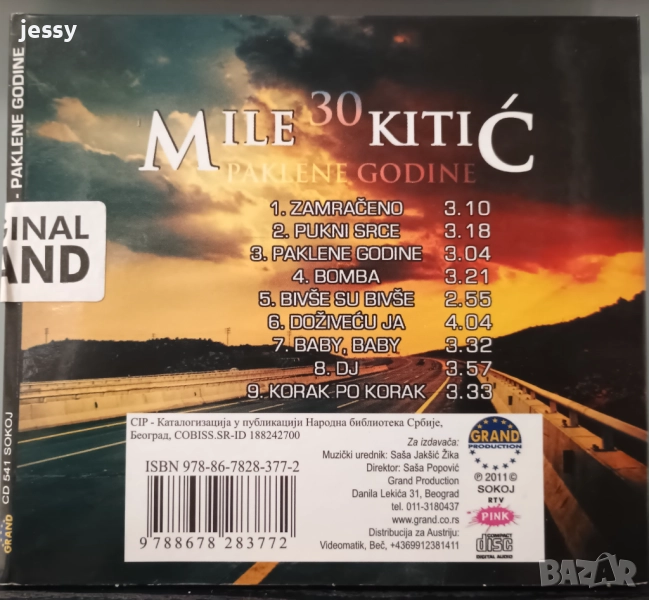 jessy
- PAKLENE GODINE
30
MILE KITIĆ
PAKLENE GODINE
GINAL
AND
1. ZAMRAČENO 3.10
2. PUKNI SRCE 3.18
3. PAKLENE GODINE 3.04
4. BOMBA 3.21
5. BIVŠE SU BIVŠE 2.55
6. DOŽIVEĆU JA 4.04
7. BABY, BABY 3.32
8. DJ 3.57
9. KORAK PO KORAK 3.33
CIP - Каталогизација у публикацији Народна библиотека Србије,
Београд, COBISS.SR-ID 188242700
ISBN 978-86-7828-377-2
9 788678 283772
Za izdavača:
Muzički urednik: Saša Jakšić Žika
Direktor: Saša Popović
Grand Production
Danila Lekića 31, Beograd
tel. 011-3180437
www.grand.co.rs
Distribucija za Austriju:
Videomatik, Beč, +4369912381411
GRAND
PRODUCTION
℗ 2011 ©
SOKOJ
RTV
PINK
COMPACT
disc
DIGITAL AUDIO
GRAND CD 541 SOKOJ
BAZAR